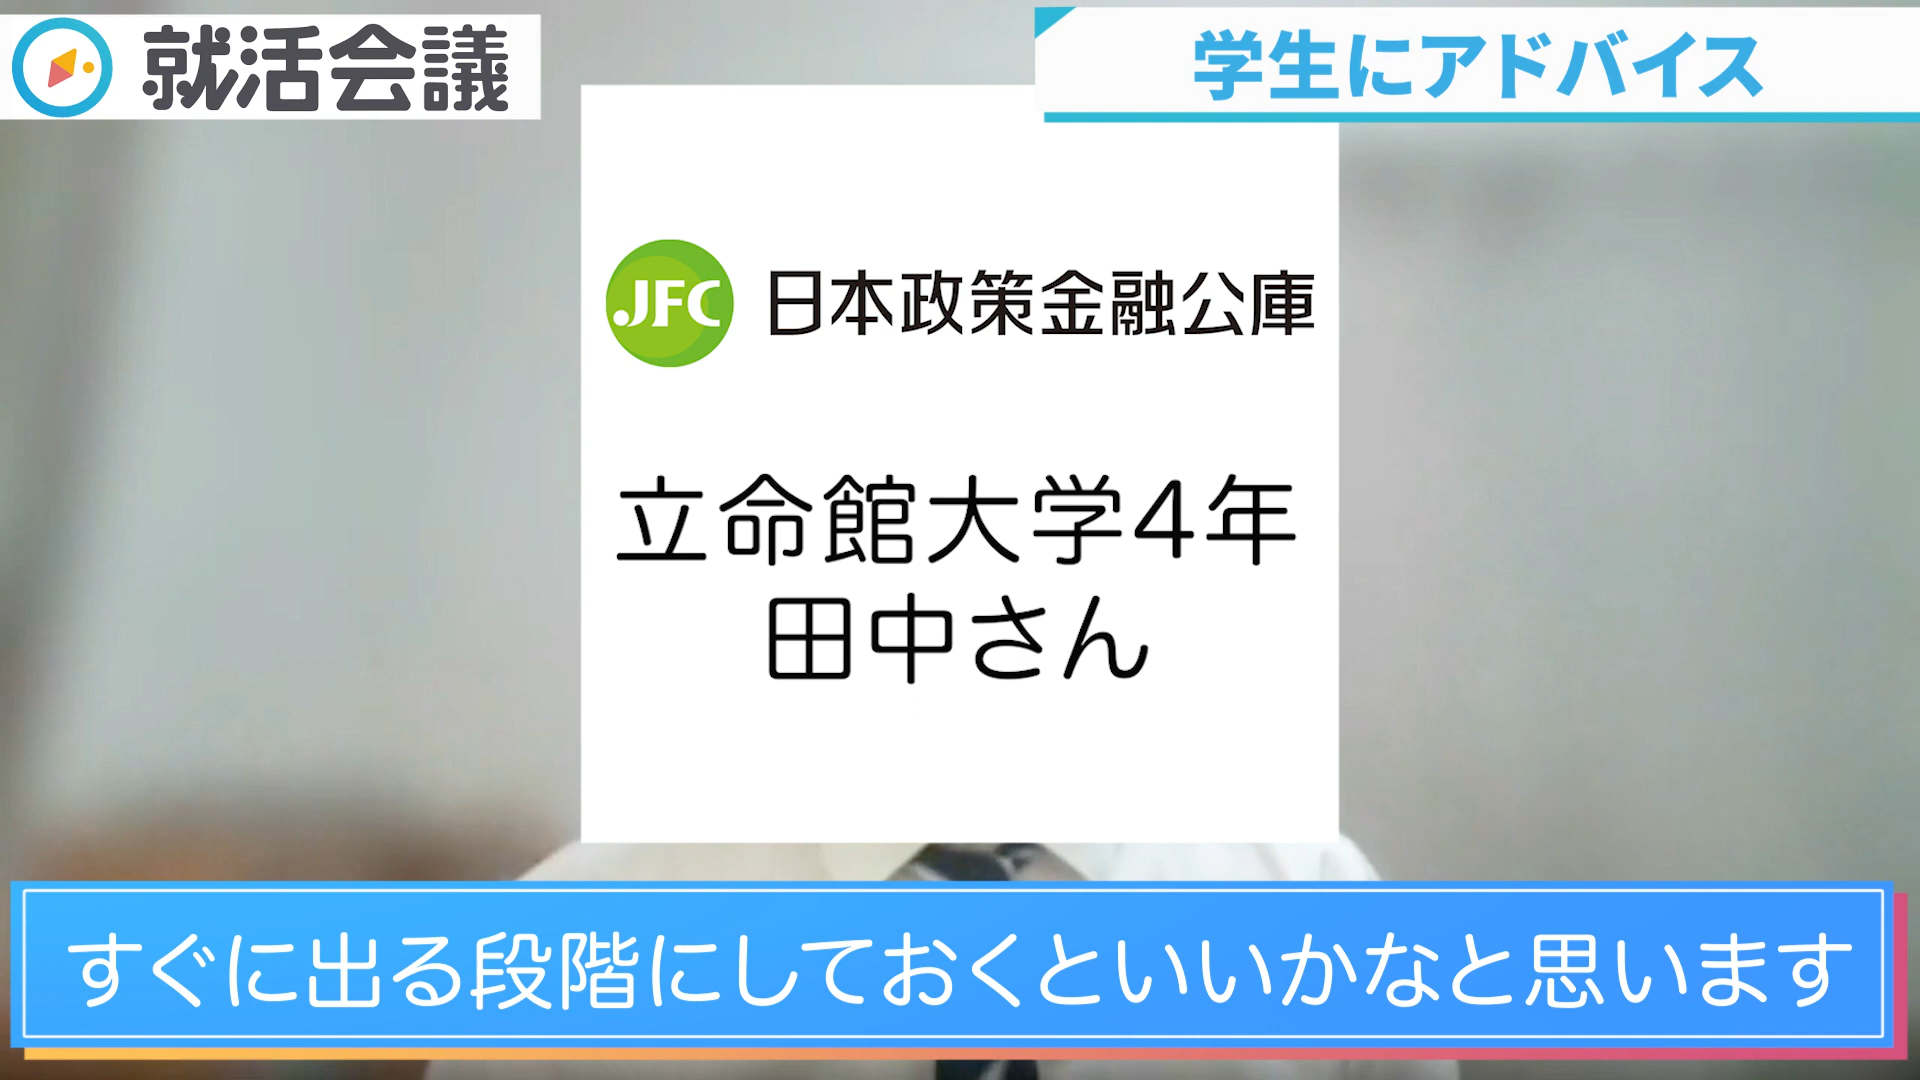 就活会議
学生にアドバイス
JFC 日本政策金融公庫
立命館大学4年
田中さん
すぐに出る段階にしておくといいかなと思います